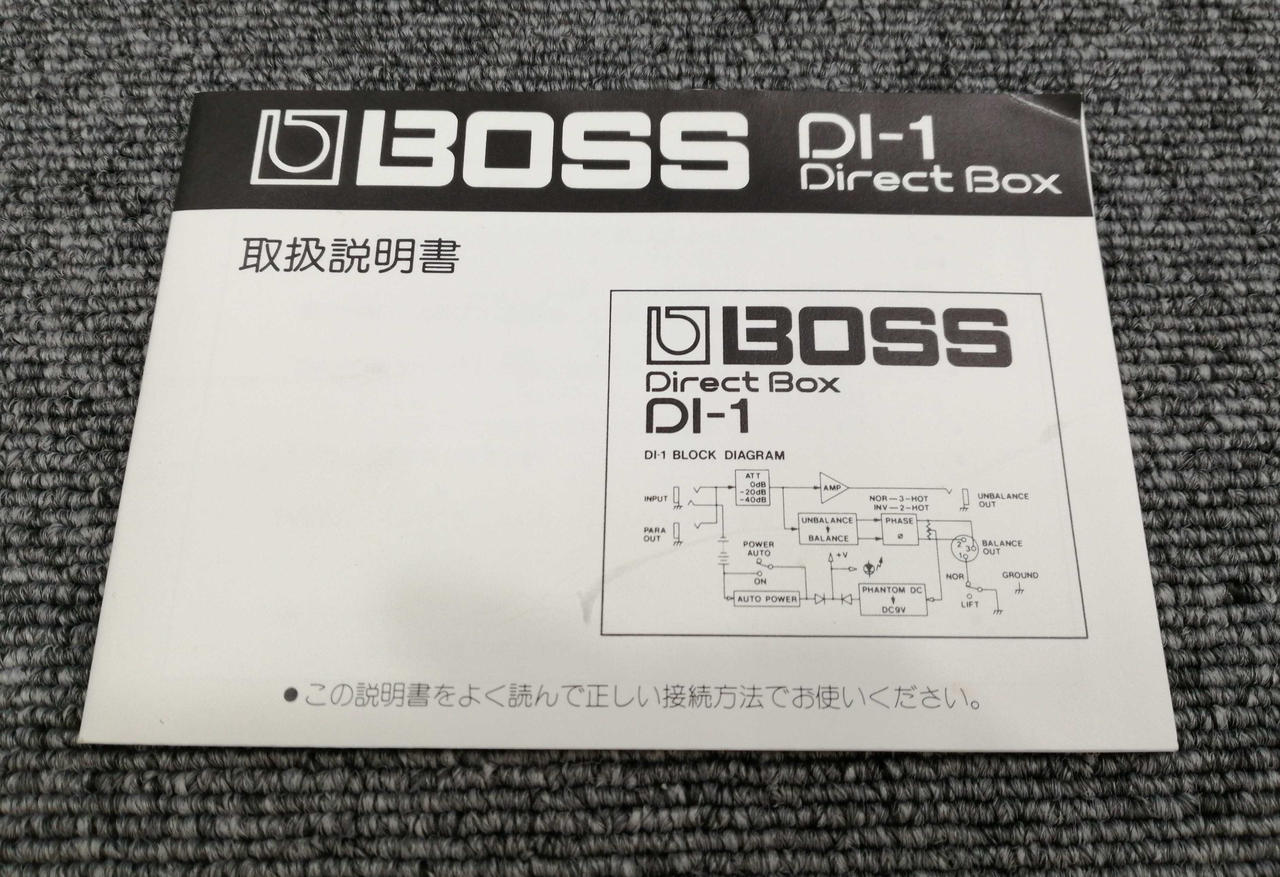 BOSS DI-1
Direct Box
取扱説明書
BOSS
Direct Box
DI-1
DI-1 BLOCK DIAGRAM
INPUT
PARA OUT
ATT
0dB
-20dB
-40dB
AMP
NOR—3-HOT
INV—2-HOT
UNBALANCE OUT
UNBALANCE
BALANCE
PHASE
ø
2
3
1
BALANCE OUT
POWER
AUTO
ON
+V
AUTO POWER
PHANTOM DC
DC9V
NOR
LIFT
GROUND
●この説明書をよく読んで正しい接続方法でお使いください。